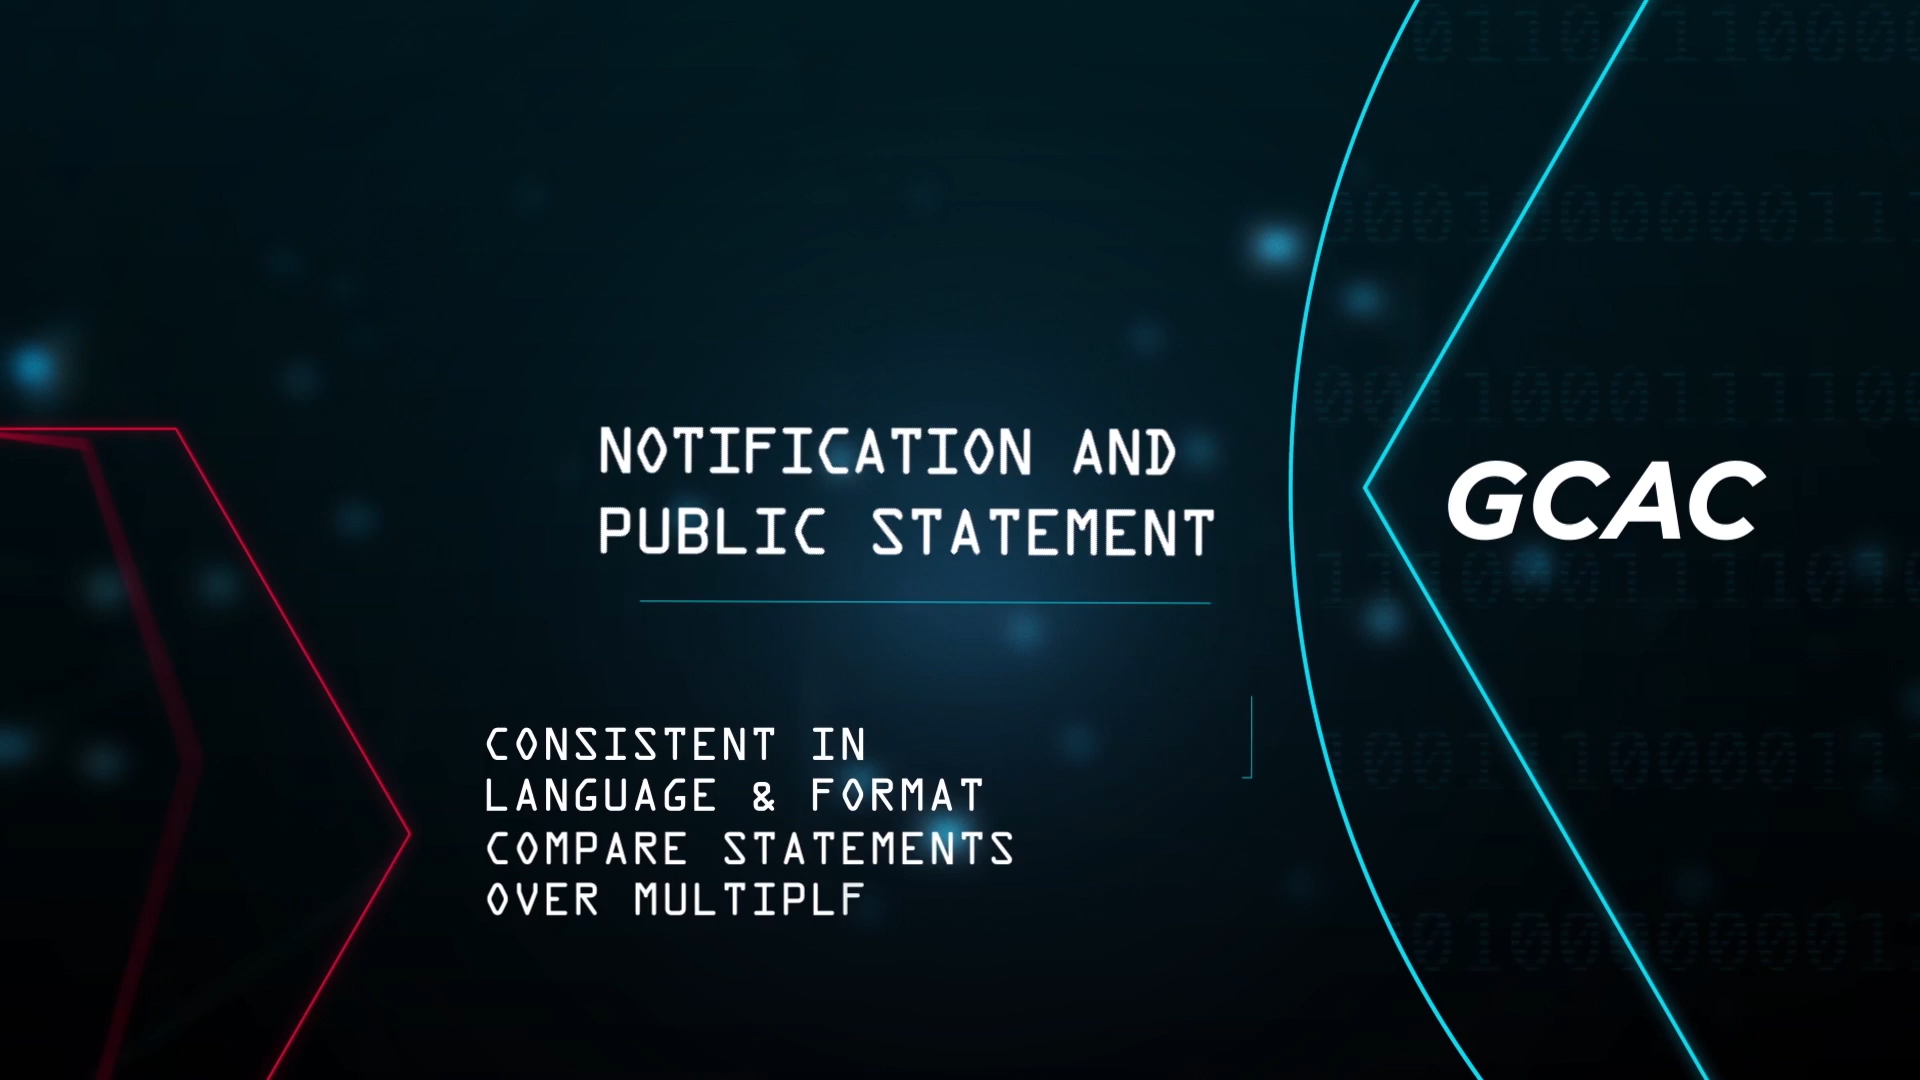 NOTIFICATION AND
PUBLIC STATEMENT
GCAC
CONSISTENT IN
LANGUAGE & FORMAT
COMPARE STATEMENTS
OVER MULTIPLF